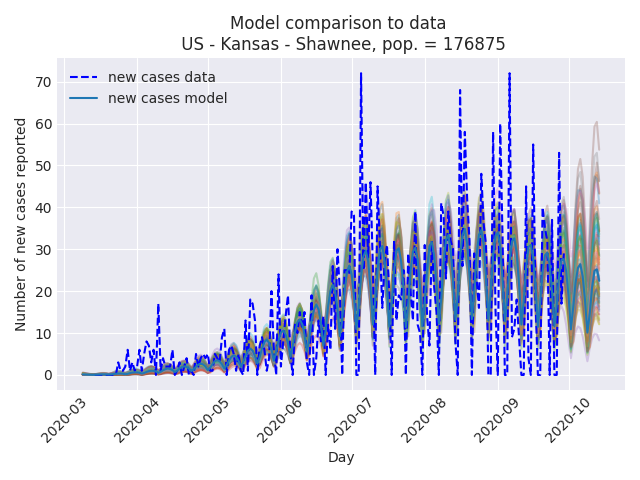 Model comparison to data
US - Kansas - Shawnee, pop. = 176875
new cases data
new cases model
Number of new cases reported
70
60
50
40
30
20
10
0
2020-03
2020-04
2020-05
2020-06
2020-07
2020-08
2020-09
2020-10
Day